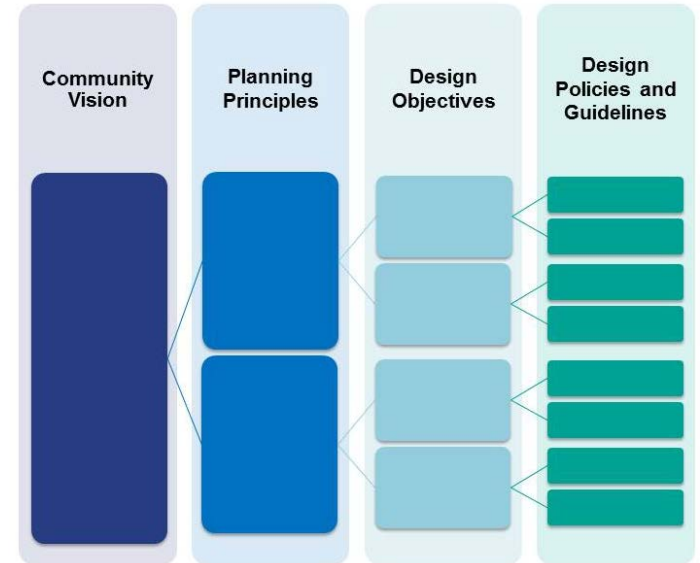 Community
Vision
Planning
Principles
Design
Objectives
Design
Policies and
Guidelines